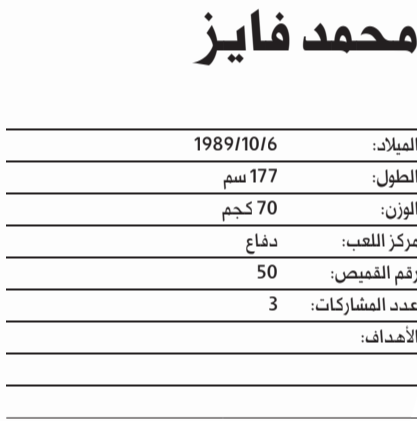 محمد فايز
الميلاد: 1989/10/6
الطول: 177 سم
الوزن: 70 كجم
مركز اللعب: دفاع
رقم القميص: 50
عدد المشاركات: 3
الأهداف: